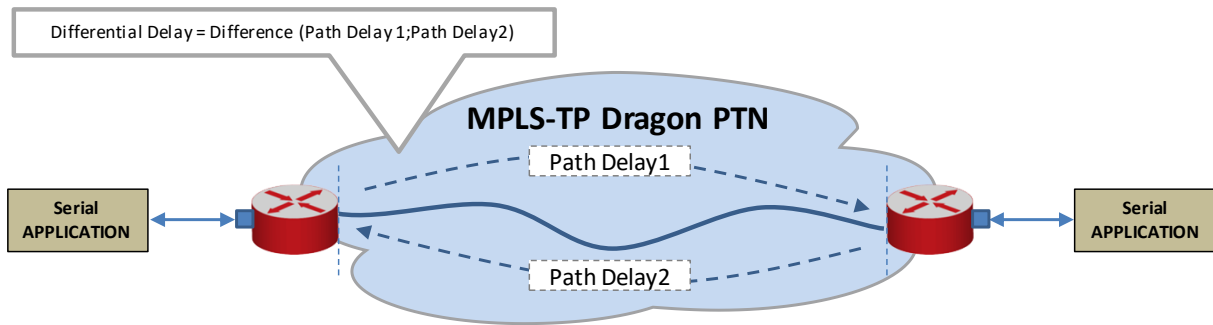 Differential Delay = Difference (Path Delay 1;Path Delay2)
MPLS-TP Dragon PTN
Path Delay1
Serial
APPLICATION
Serial
APPLICATION
Path Delay2